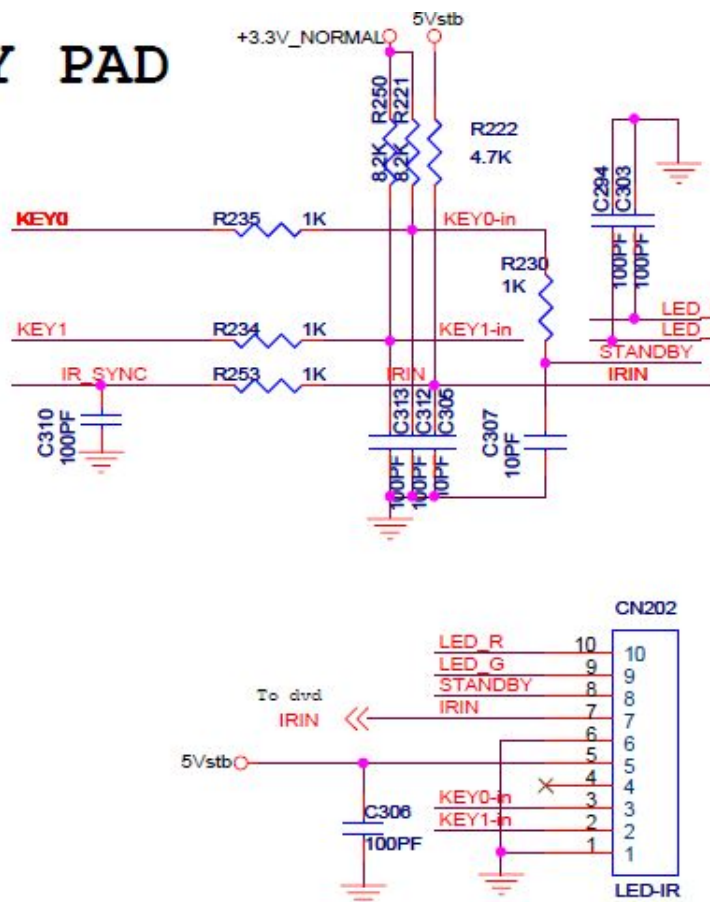 Y PAD
+3.3V_NORMAL
5Vstb
R250
8.2K
R221
8.2K
R222
4.7K
C294
100PF
C303
100PF
KEY0
R235 1K
KEY0-in
R230
1K
LED
KEY1
R234 1K
KEY1-in
LED
STANDBY
IR_SYNC
R253 1K
IRIN
IRIN
C310
100PF
C313
100PF
C312
100PF
C305
10PF
C307
10PF
CN202
LED_R 10 10
LED_G 9 9
STANDBY 8 8
To dvd
IRIN
IRIN 7 7
6 6
5Vstb 5 5
4 4
KEY0-in 3 3
C306
100PF
KEY1-in 2 2
1 1
LED-IR